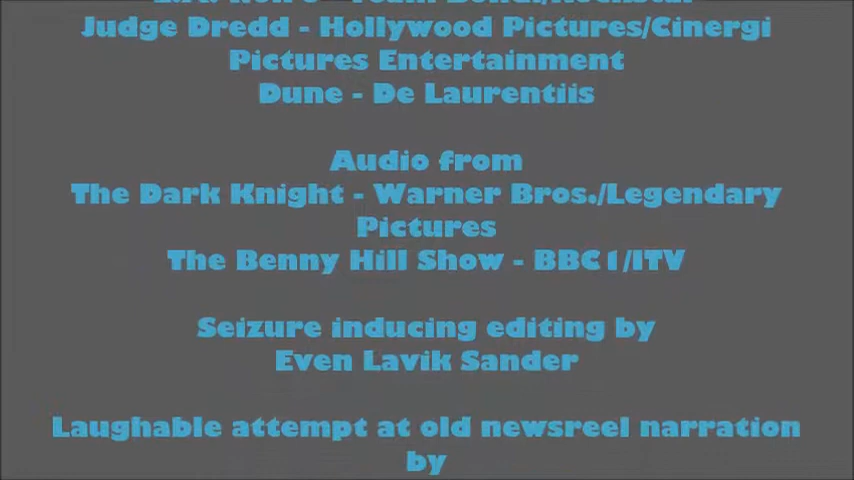 Judge Dredd - Hollywood Pictures/Cinergi
Pictures Entertainment
Dune - De Laurentiis
Audio from
The Dark Knight - Warner Bros./Legendary
Pictures
The Benny Hill Show - BBC1/ITV
Seizure inducing editing by
Even Lavik Sander
Laughable attempt at old newsreel narration
by